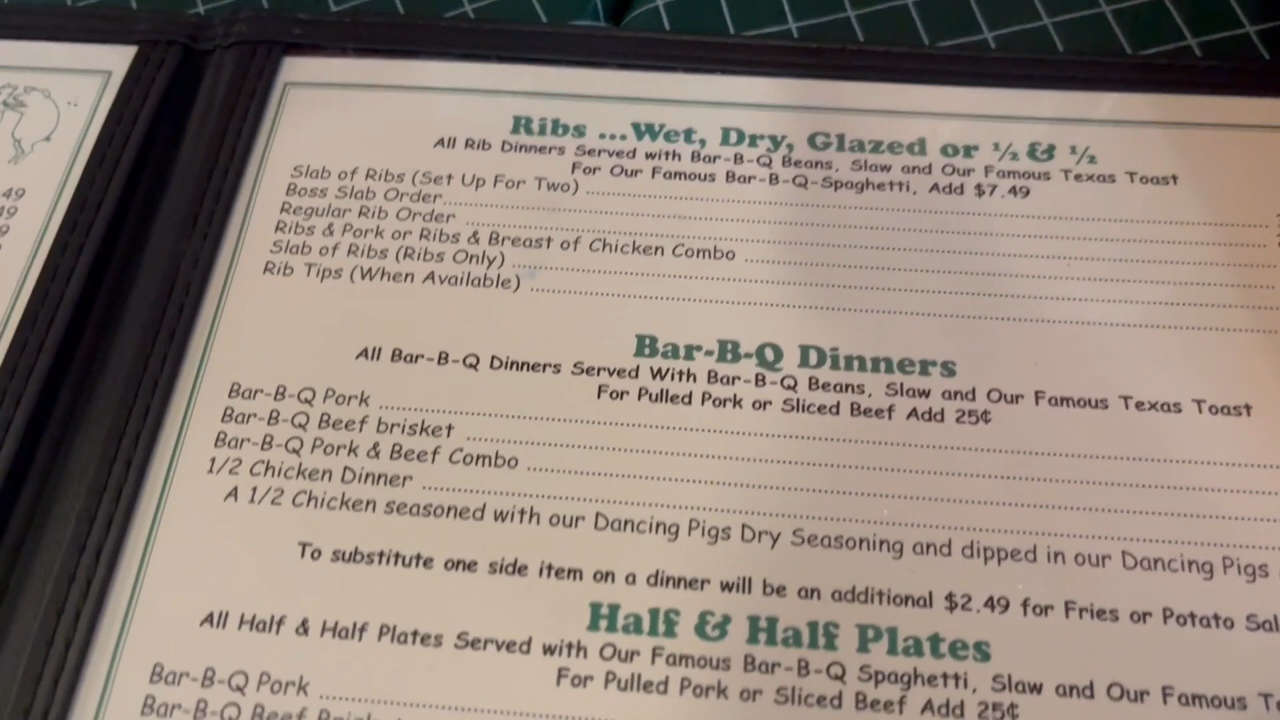 49
49
9
Ribs ...Wet, Dry, Glazed or ½ & ½
All Rib Dinners Served with Bar-B-Q Beans, Slaw and Our Famous Texas Toast
For Our Famous Bar-B-Q-Spaghetti, Add $7.49
Slab of Ribs (Set Up For Two)
Boss Slab Order
Regular Rib Order
Ribs & Pork or Ribs & Breast of Chicken Combo
Slab of Ribs (Ribs Only)
Rib Tips (When Available)
Bar-B-Q Dinners
All Bar-B-Q Dinners Served With Bar-B-Q Beans, Slaw and Our Famous Texas Toast
For Pulled Pork or Sliced Beef Add 25¢
Bar-B-Q Pork
Bar-B-Q Beef brisket
Bar-B-Q Pork & Beef Combo
1/2 Chicken Dinner
A 1/2 Chicken seasoned with our Dancing Pigs Dry Seasoning and dipped in our Dancing Pigs
To substitute one side item on a dinner will be an additional $2.49 for Fries or Potato Sal
Half & Half Plates
All Half & Half Plates Served with Our Famous Bar-B-Q Spaghetti, Slaw and Our Famous T
For Pulled Pork or Sliced Beef Add 25¢
Bar-B-Q Pork
Bar-B-Q Beef